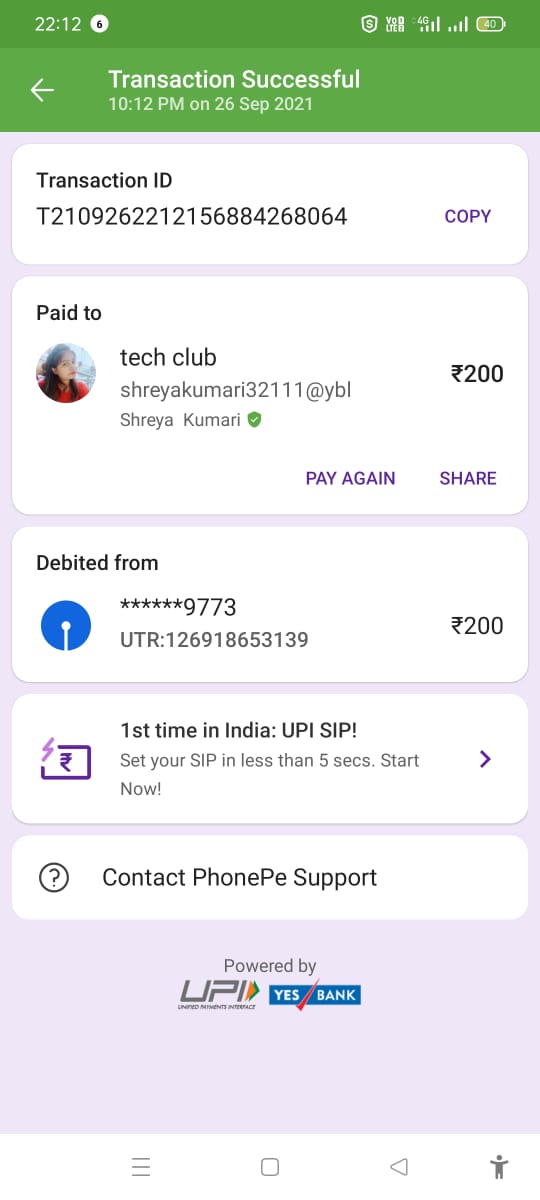 22:12 6 S VoD LTE 4G 40
Transaction Successful
10:12 PM on 26 Sep 2021
Transaction ID
T2109262212156884268064 COPY
Paid to
tech club
₹200
shreyakumari32111@ybl
Shreya Kumari
PAY AGAIN SHARE
Debited from
******9773
₹200
UTR:126918653139
1st time in India: UPI SIP!
₹
Set your SIP in less than 5 secs. Start
Now!
? Contact PhonePe Support
Powered by
UPI YES BANK
UNIFIED PAYMENTS INTERFACE